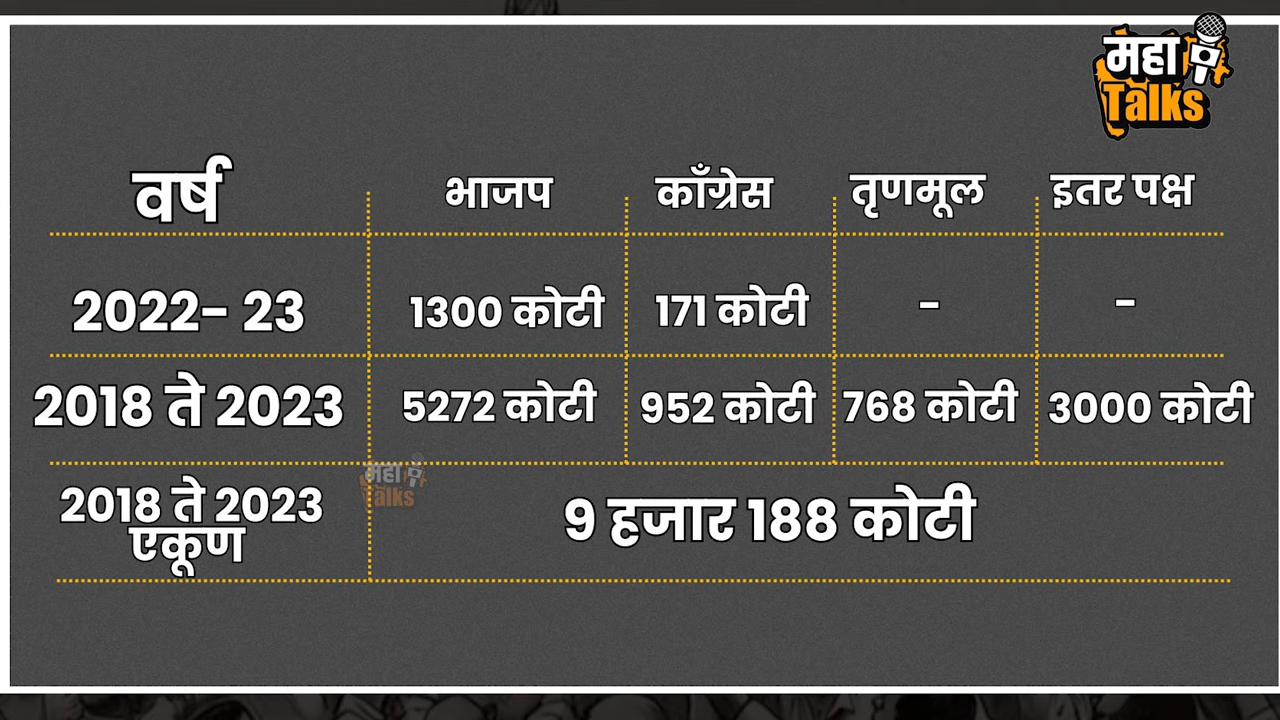 महा
Talks
वर्ष भाजप काँग्रेस तृणमूल इतर पक्ष
2022- 23 1300 कोटी 171 कोटी - -
2018 ते 2023 5272 कोटी 952 कोटी 768 कोटी 3000 कोटी
महा
Talks
2018 ते 2023
एकूण
9 हजार 188 कोटी